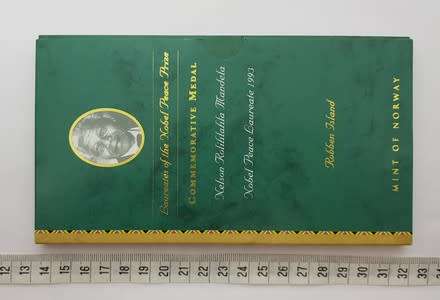 Laureates of the Nobel Peace Prize
COMMEMORATIVE MEDAL
Nelson Rolihlahla Mandela
Nobel Peace Laureate 1993
Robben Island
MINT OF NORWAY
12 13 14 15 16 17 18 19 20 21 22 23 24 25 26 27 28 29 30 31 32 33 34